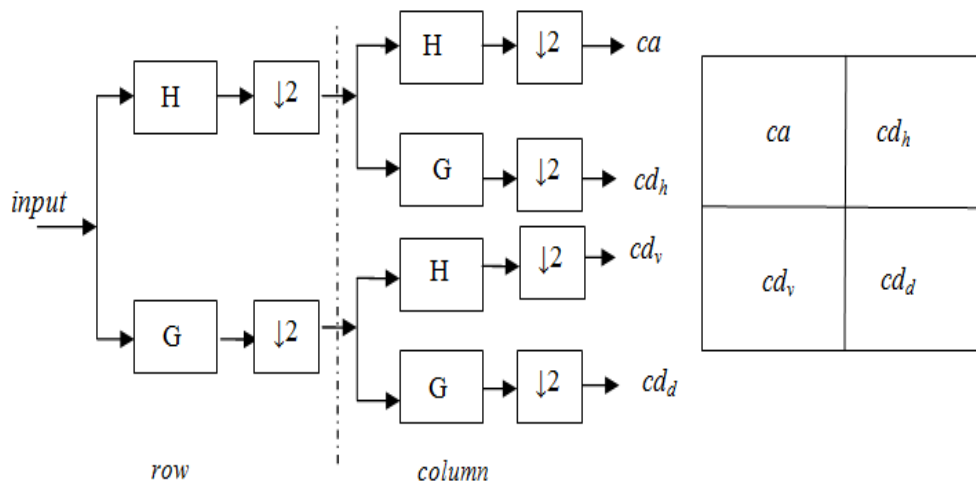 H ↓2 ca
H ↓2
ca cd_h
G ↓2 cd_h
input
H ↓2 cd_v
cd_v cd_d
G ↓2
G ↓2 cd_d
row column